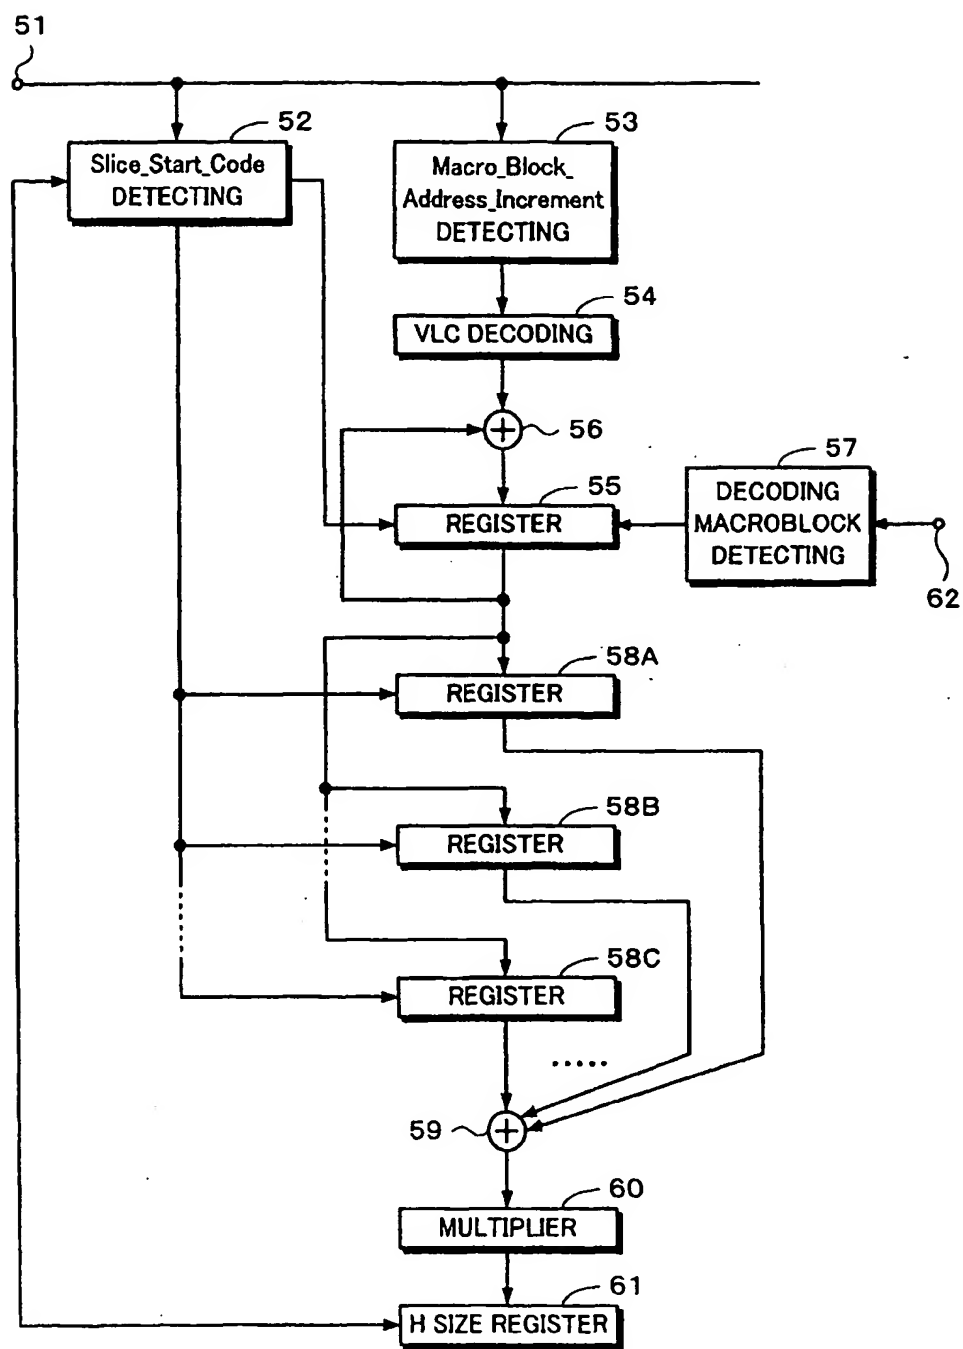 51
52
53
Slice_Start_Code
DETECTING
Macro_Block_
Address_Increment
DETECTING
54
VLC DECODING
56
57
55
DECODING
MACROBLOCK
DETECTING
REGISTER
62
58A
REGISTER
58B
REGISTER
58C
REGISTER
59
60
MULTIPLIER
61
H SIZE REGISTER